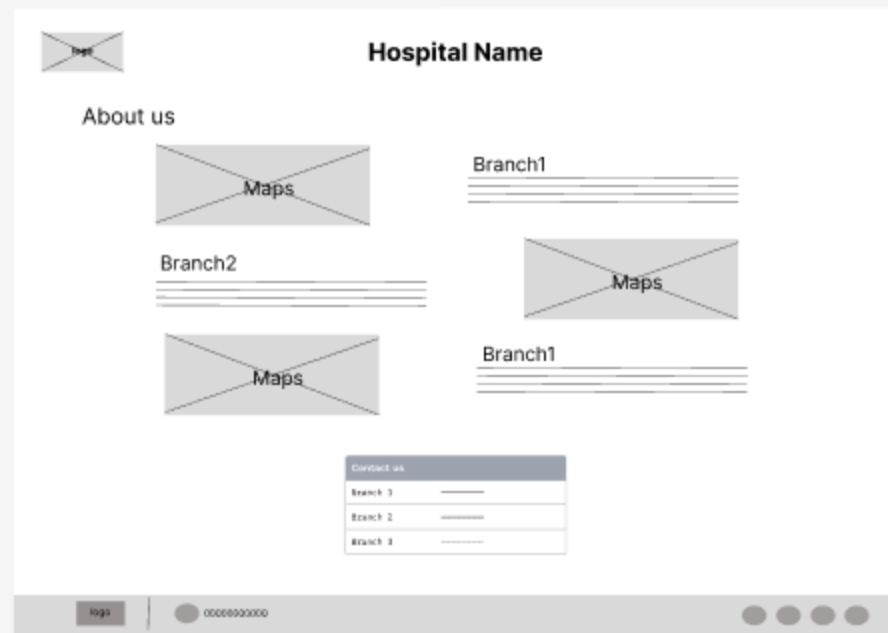 logo
Hospital Name
About us
Maps
Branch1
Branch2
Maps
Maps
Branch1
Contact us
Branch 1
Branch 2
Branch 3
logo